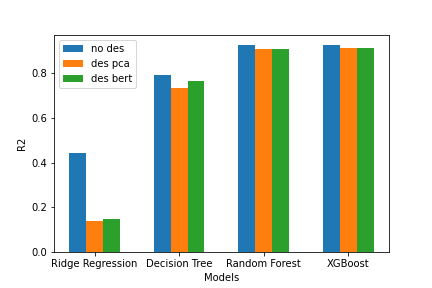 no des
des pca
des bert
R2
0.8
0.6
0.4
0.2
0.0
Ridge Regression Decision Tree Random Forest XGBoost
Models